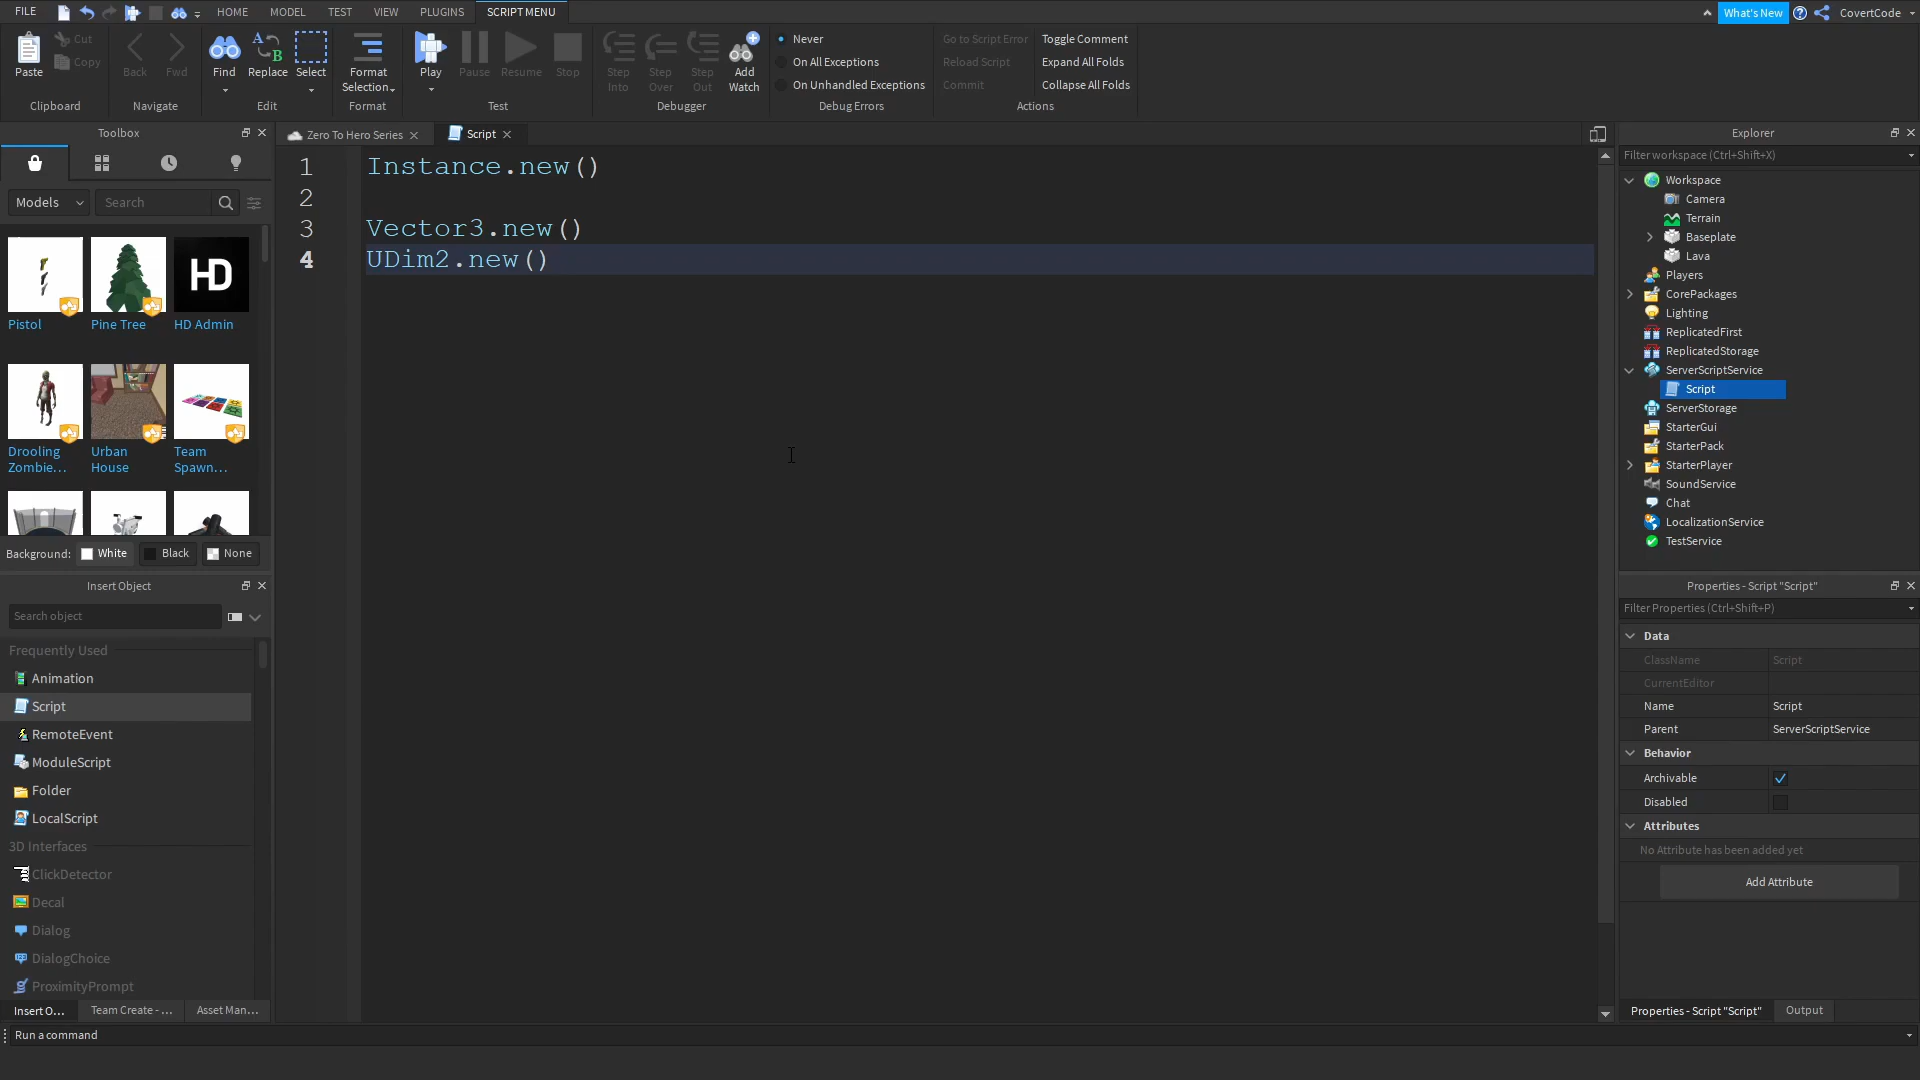 FILE HOME MODEL TEST VIEW PLUGINS SCRIPT MENU What's New CovertCode
Paste Cut Copy
Clipboard
Back Fwd
Navigate
Find Replace Select
Edit
Format
Selection
Format
Play Pause Resume Stop
Test
Step
Into
Step
Over
Step
Out
Add
Watch
Debugger
Never
On All Exceptions
On Unhandled Exceptions
Debug Errors
Go to Script Error Toggle Comment
Reload Script Expand All Folds
Commit Collapse All Folds
Actions
Toolbox
Models Search
Pistol Pine Tree HD Admin
HD
Drooling
Zombie...
Urban
House
Team
Spawn...
Background: White Black None
Insert Object
Search object
Frequently Used
Animation
Script
RemoteEvent
ModuleScript
Folder
LocalScript
3D Interfaces
ClickDetector
Decal
Dialog
DialogChoice
ProximityPrompt
Insert O... Team Create - ... Asset Man...
Run a command
Zero To Hero Series Script
1 Instance.new()
2
3 Vector3.new()
4 UDim2.new()
Explorer
Filter workspace (Ctrl+Shift+X)
Workspace
Camera
Terrain
Baseplate
Lava
Players
CorePackages
Lighting
ReplicatedFirst
ReplicatedStorage
ServerScriptService
Script
ServerStorage
StarterGui
StarterPack
StarterPlayer
SoundService
Chat
LocalizationService
TestService
Properties - Script "Script"
Filter Properties (Ctrl+Shift+P)
Data
ClassName Script
CurrentEditor
Name Script
Parent ServerScriptService
Behavior
Archivable
Disabled
Attributes
No Attribute has been added yet
Add Attribute
Properties - Script "Script" Output